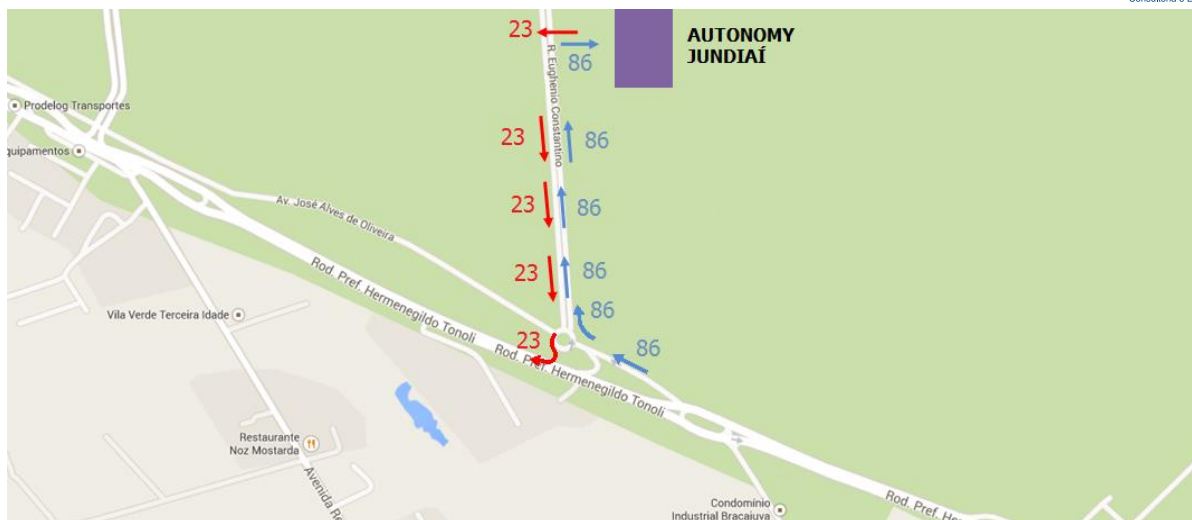 23
86
AUTONOMY
JUNDIAÍ
R. Eughenio Constantino
Prodelog Transportes
quipamentos
23
86
23
86
Av. José Alves de Oliveira
23
86
Rod. Pref. Hermenegildo Tonoli
Vila Verde Terceira Idade
86
23
86
Rod. Pref. Hermenegildo Tonoli
Restaurante
Noz Mostarda
Avenida Re
Condomínio
Industrial Bracaiuva
Rod. Pref. He